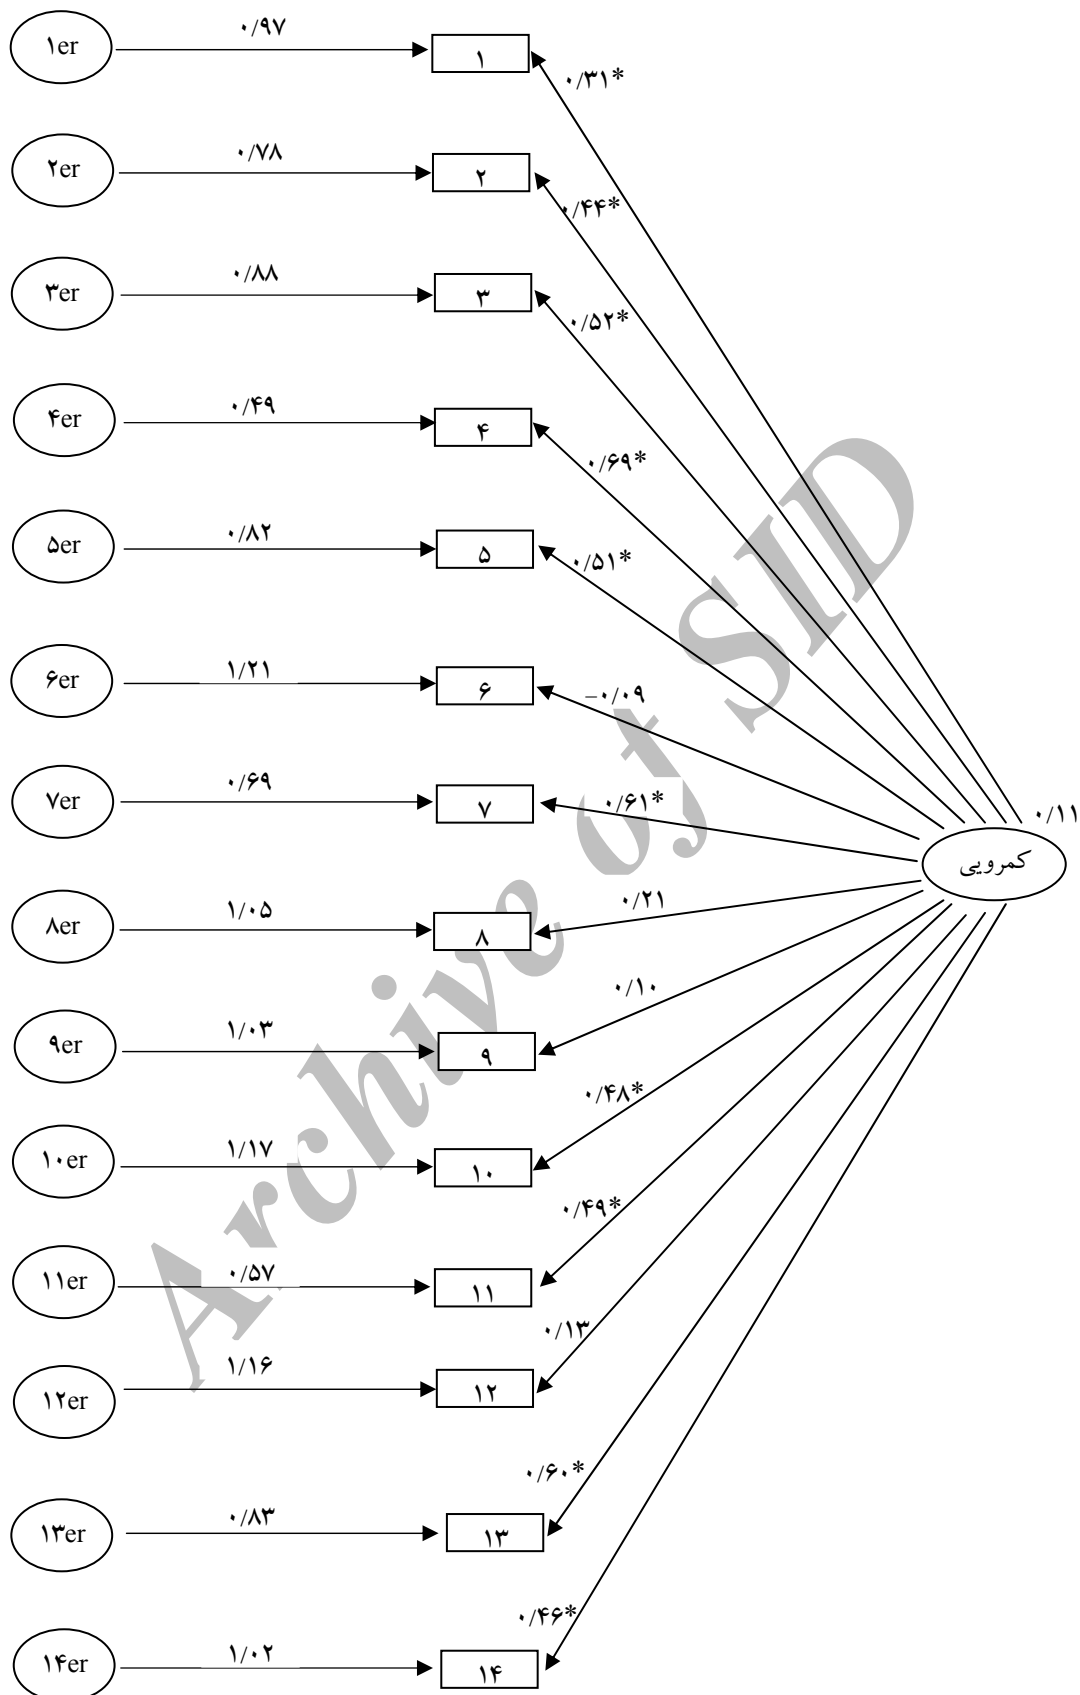 ۱er ۰/۹۷ ۱ ۰/۳۱*
۲er ۰/۷۸ ۲ ۰/۴۴*
۳er ۰/۸۸ ۳ ۰/۵۲*
۴er ۰/۴۹ ۴ ۰/۶۹*
۵er ۰/۸۲ ۵ ۰/۵۱*
۶er ۱/۲۱ ۶ –۰/۰۹
۷er ۰/۶۹ ۷ ۰/۶۱*
۰/۱۱
کمرویی
۸er ۱/۰۵ ۸ ۰/۲۱
۹er ۱/۰۳ ۹ ۰/۱۰
۱۰er ۱/۱۷ ۱۰ ۰/۴۸*
۱۱er ۰/۵۷ ۱۱ ۰/۴۹*
۱۲er ۱/۱۶ ۱۲ ۰/۱۳
۱۳er ۰/۸۳ ۱۳ ۰/۶۰*
۱۴er ۱/۰۲ ۱۴ ۰/۴۶*
Archive of SID